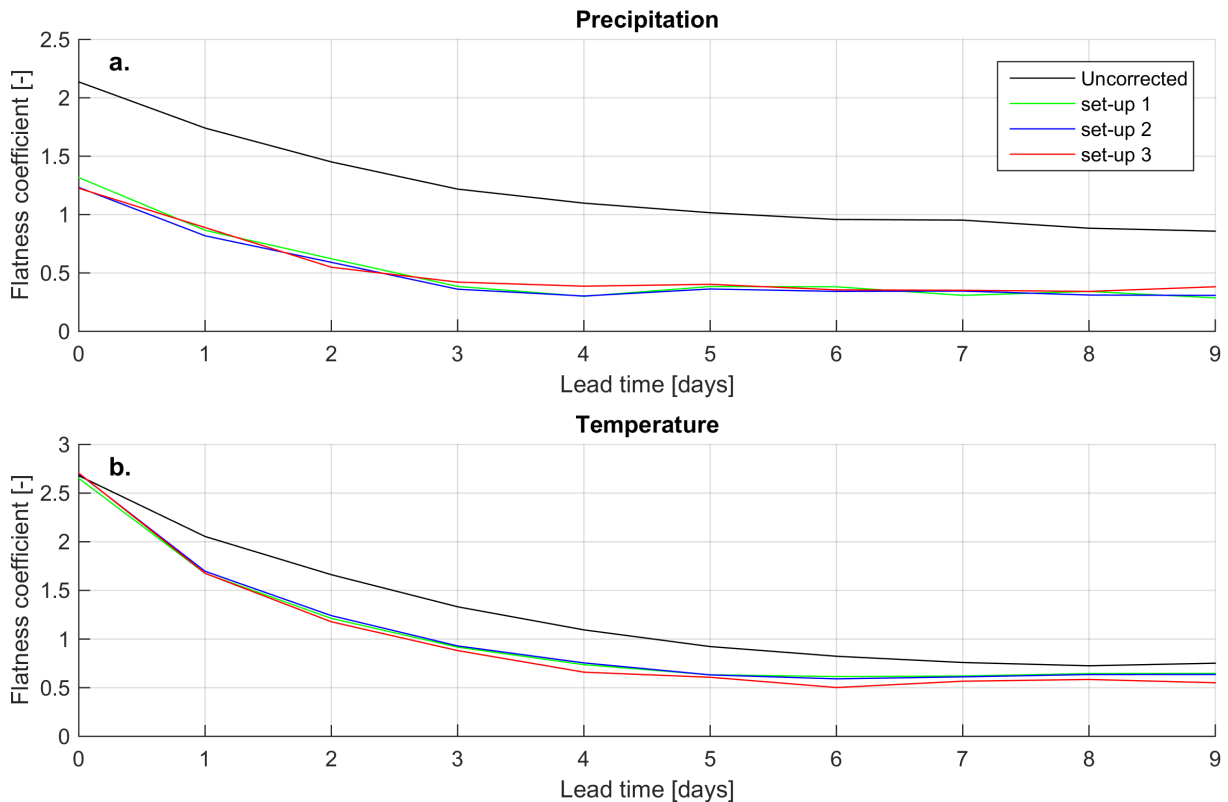 Precipitation
a.
Flatness coefficient [-]
2.5
2
1.5
1
0.5
0
0 1 2 3 4 5 6 7 8 9
Lead time [days]
Uncorrected
set-up 1
set-up 2
set-up 3
Temperature
b.
Flatness coefficient [-]
3
2.5
2
1.5
1
0.5
0
0 1 2 3 4 5 6 7 8 9
Lead time [days]